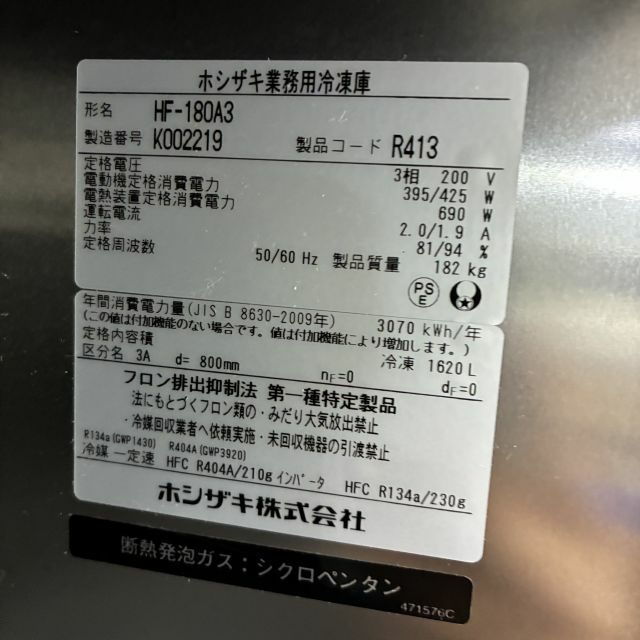 ホシザキ業務用冷凍庫
形名 HF-180A3
製造番号 K002219 製品コード R413
定格電圧 3相 200 V
電動機定格消費電力 395/425 W
電熱装置定格消費電力 690 W
運転電流 2.0/1.9 A
力率 81/94 %
定格周波数 50/60 Hz 製品質量 182 kg
PS
E
年間消費電力量(JIS B 8630-2009年) 3070 kWh/年
(この値は付加機能のない場合です。値は付加機能により増加します。)
定格内容積 冷凍 1620 L
区分名 3A d= 800mm nF=0 dF=0
フロン排出抑制法 第一種特定製品
法にもとづくフロン類の・みだり大気放出禁止
・冷媒回収業者へ依頼実施・未回収機器の引渡禁止
R134a(GWP1430) R404A(GWP3920)
冷媒 一定速 HFC R404A/210g インバータ HFC R134a/230g
ホシザキ株式会社
断熱発泡ガス：シクロペンタン
471576C